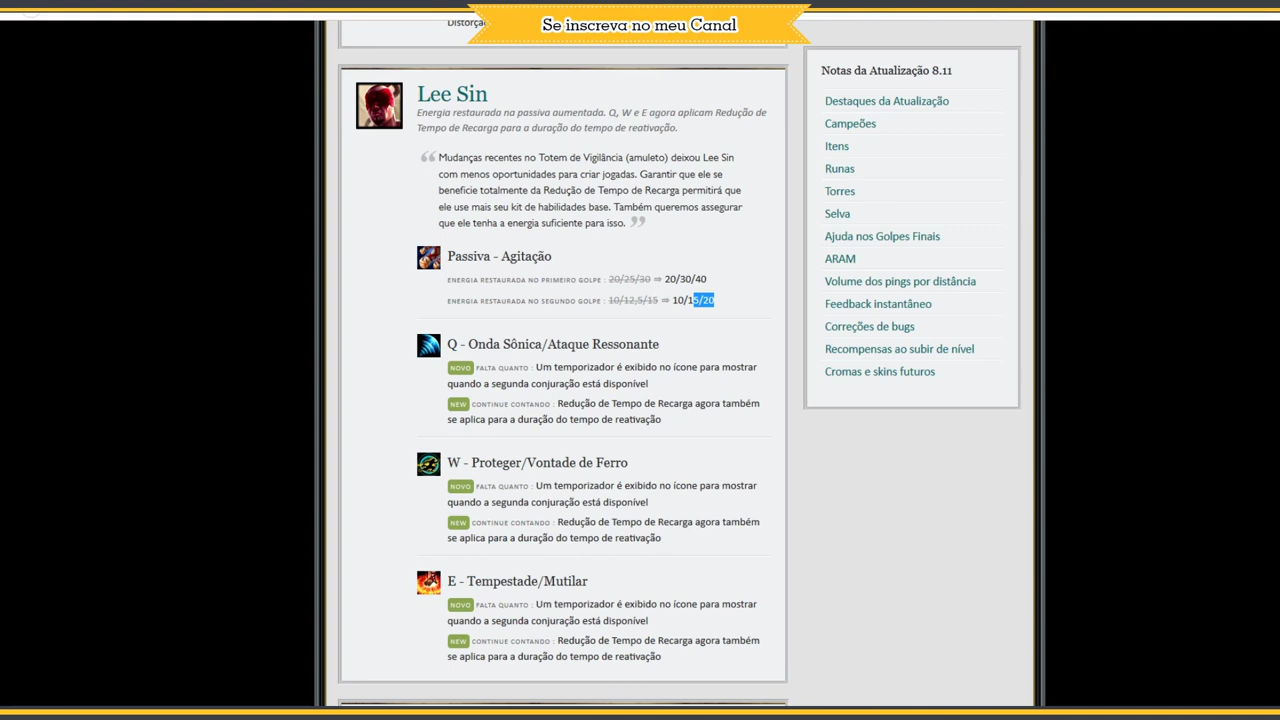 Distorçã
Se inscreva no meu Canal
Lee Sin
Energia restaurada na passiva aumentada. Q, W e E agora aplicam Redução de
Tempo de Recarga para a duração do tempo de reativação.
“ Mudanças recentes no Totem de Vigilância (amuleto) deixou Lee Sin
com menos oportunidades para criar jogadas. Garantir que ele se
beneficie totalmente da Redução de Tempo de Recarga permitirá que
ele use mais seu kit de habilidades base. Também queremos assegurar
que ele tenha a energia suficiente para isso. ”
Passiva - Agitação
ENERGIA RESTAURADA NO PRIMEIRO GOLPE : 20/25/30 ⇒ 20/30/40
ENERGIA RESTAURADA NO SEGUNDO GOLPE : 10/12,5/15 ⇒ 10/15/20
Q - Onda Sônica/Ataque Ressonante
NOVO FALTA QUANTO : Um temporizador é exibido no ícone para mostrar
quando a segunda conjuração está disponível
NEW CONTINUE CONTANDO : Redução de Tempo de Recarga agora também
se aplica para a duração do tempo de reativação
W - Proteger/Vontade de Ferro
NOVO FALTA QUANTO : Um temporizador é exibido no ícone para mostrar
quando a segunda conjuração está disponível
NEW CONTINUE CONTANDO : Redução de Tempo de Recarga agora também
se aplica para a duração do tempo de reativação
E - Tempestade/Mutilar
NOVO FALTA QUANTO : Um temporizador é exibido no ícone para mostrar
quando a segunda conjuração está disponível
NEW CONTINUE CONTANDO : Redução de Tempo de Recarga agora também
se aplica para a duração do tempo de reativação
Notas da Atualização 8.11
Destaques da Atualização
Campeões
Itens
Runas
Torres
Selva
Ajuda nos Golpes Finais
ARAM
Volume dos pings por distância
Feedback instantâneo
Correções de bugs
Recompensas ao subir de nível
Cromas e skins futuros